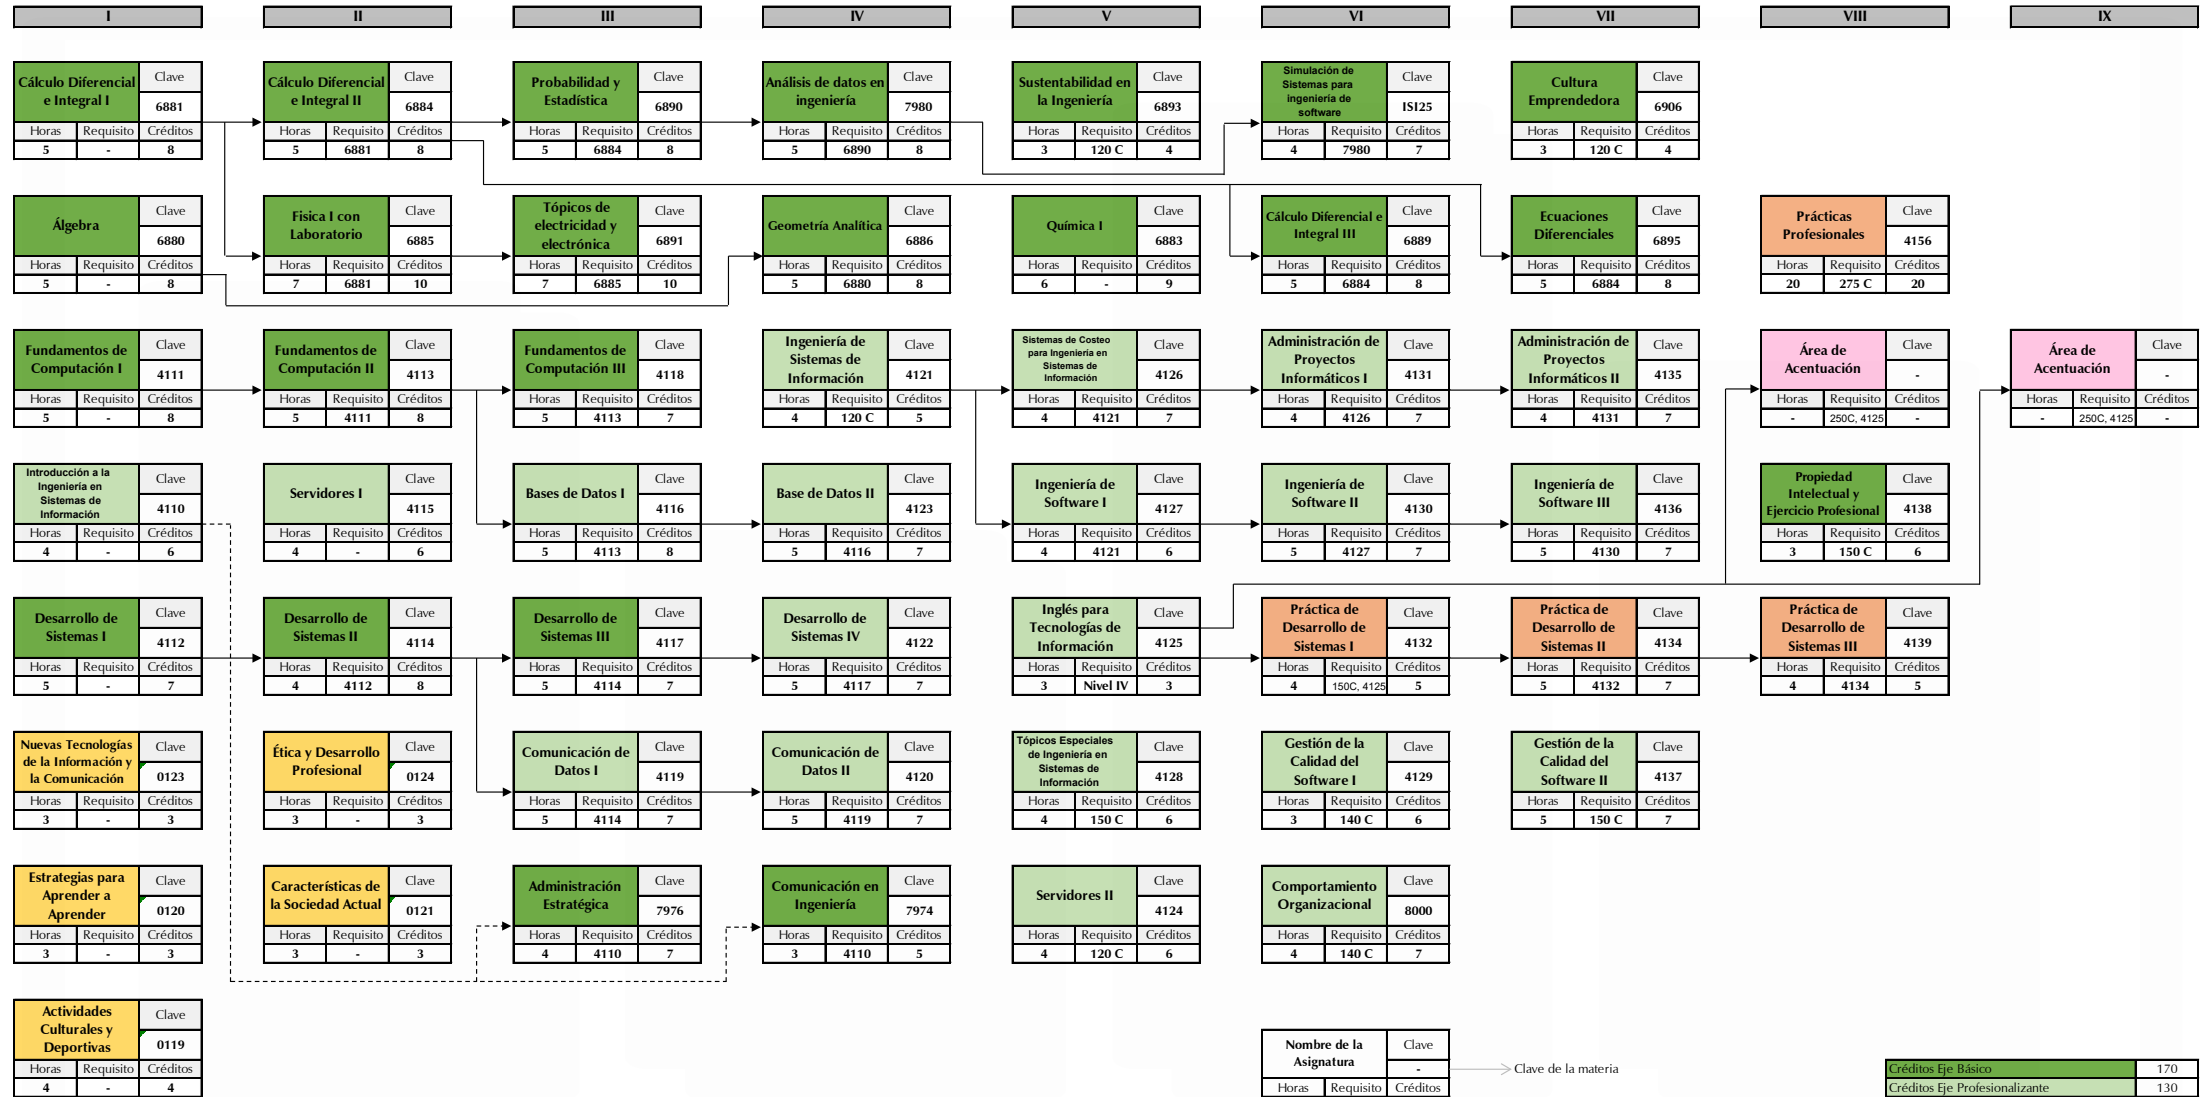 I II III IV V VI VII VIII IX
Cálculo Diferencial e Integral I
Clave
6881
Horas Requisito Créditos
5 - 8
Cálculo Diferencial e Integral II
Clave
6884
Horas Requisito Créditos
5 6881 8
Probabilidad y Estadística
Clave
6890
Horas Requisito Créditos
5 6884 8
Análisis de datos en ingeniería
Clave
7980
Horas Requisito Créditos
5 6890 8
Sustentabilidad en la Ingeniería
Clave
6893
Horas Requisito Créditos
3 120 C 4
Simulación de Sistemas para ingeniería de software
Clave
ISI25
Horas Requisito Créditos
4 7980 7
Cultura Emprendedora
Clave
6906
Horas Requisito Créditos
3 120 C 4
Álgebra
Clave
6880
Horas Requisito Créditos
5 - 8
Fisica I con Laboratorio
Clave
6885
Horas Requisito Créditos
7 6881 10
Tópicos de electricidad y electrónica
Clave
6891
Horas Requisito Créditos
7 6885 10
Geometría Analítica
Clave
6886
Horas Requisito Créditos
5 6880 8
Química I
Clave
6883
Horas Requisito Créditos
6 - 9
Cálculo Diferencial e Integral III
Clave
6889
Horas Requisito Créditos
5 6884 8
Ecuaciones Diferenciales
Clave
6895
Horas Requisito Créditos
5 6884 8
Prácticas Profesionales
Clave
4156
Horas Requisito Créditos
20 275 C 20
Fundamentos de Computación I
Clave
4111
Horas Requisito Créditos
5 - 8
Fundamentos de Computación II
Clave
4113
Horas Requisito Créditos
5 4111 8
Fundamentos de Computación III
Clave
4118
Horas Requisito Créditos
5 4113 7
Ingeniería de Sistemas de Información
Clave
4121
Horas Requisito Créditos
4 120 C 5
Sistemas de Costeo para Ingenieria en Sistemas de Información
Clave
4126
Horas Requisito Créditos
4 4121 7
Administración de Proyectos Informáticos I
Clave
4131
Horas Requisito Créditos
4 4126 7
Administración de Proyectos Informáticos II
Clave
4135
Horas Requisito Créditos
4 4131 7
Área de Acentuación
Clave
-
Horas Requisito Créditos
- 250C, 4125 -
Área de Acentuación
Clave
-
Horas Requisito Créditos
- 250C, 4125 -
Introducción a la Ingeniería en Sistemas de Información
Clave
4110
Horas Requisito Créditos
4 - 6
Servidores I
Clave
4115
Horas Requisito Créditos
4 - 6
Bases de Datos I
Clave
4116
Horas Requisito Créditos
5 4113 8
Base de Datos II
Clave
4123
Horas Requisito Créditos
5 4116 7
Ingeniería de Software I
Clave
4127
Horas Requisito Créditos
4 4121 6
Ingeniería de Software II
Clave
4130
Horas Requisito Créditos
5 4127 7
Ingeniería de Software III
Clave
4136
Horas Requisito Créditos
5 4130 7
Propiedad Intelectual y Ejercicio Profesional
Clave
4138
Horas Requisito Créditos
3 150 C 6
Desarrollo de Sistemas I
Clave
4112
Horas Requisito Créditos
5 - 7
Desarrollo de Sistemas II
Clave
4114
Horas Requisito Créditos
4 4112 8
Desarrollo de Sistemas III
Clave
4117
Horas Requisito Créditos
5 4114 7
Desarrollo de Sistemas IV
Clave
4122
Horas Requisito Créditos
5 4117 7
Inglés para Tecnologías de Información
Clave
4125
Horas Requisito Créditos
3 Nivel IV 3
Práctica de Desarrollo de Sistemas I
Clave
4132
Horas Requisito Créditos
4 150C, 4125 5
Práctica de Desarrollo de Sistemas II
Clave
4134
Horas Requisito Créditos
5 4132 7
Práctica de Desarrollo de Sistemas III
Clave
4139
Horas Requisito Créditos
4 4134 5
Nuevas Tecnologías de la Información y la Comunicación
Clave
0123
Horas Requisito Créditos
3 - 3
Ética y Desarrollo Profesional
Clave
0124
Horas Requisito Créditos
3 - 3
Comunicación de Datos I
Clave
4119
Horas Requisito Créditos
5 4114 7
Comunicación de Datos II
Clave
4120
Horas Requisito Créditos
5 4119 7
Tópicos Especiales de Ingeniería en Sistemas de Información
Clave
4128
Horas Requisito Créditos
4 150 C 6
Gestión de la Calidad del Software I
Clave
4129
Horas Requisito Créditos
3 140 C 6
Gestión de la Calidad del Software II
Clave
4137
Horas Requisito Créditos
5 150 C 7
Estrategias para Aprender a Aprender
Clave
0120
Horas Requisito Créditos
3 - 3
Características de la Sociedad Actual
Clave
0121
Horas Requisito Créditos
3 - 3
Administración Estratégica
Clave
7976
Horas Requisito Créditos
4 4110 7
Comunicación en Ingeniería
Clave
7974
Horas Requisito Créditos
3 4110 5
Servidores II
Clave
4124
Horas Requisito Créditos
4 120 C 6
Comportamiento Organizacional
Clave
8000
Horas Requisito Créditos
4 140 C 7
Actividades Culturales y Deportivas
Clave
0119
Horas Requisito Créditos
4 - 4
Nombre de la Asignatura
Clave
-
Clave de la materia
Horas Requisito Créditos
Créditos Eje Básico 170
Créditos Eje Profesionalizante 130